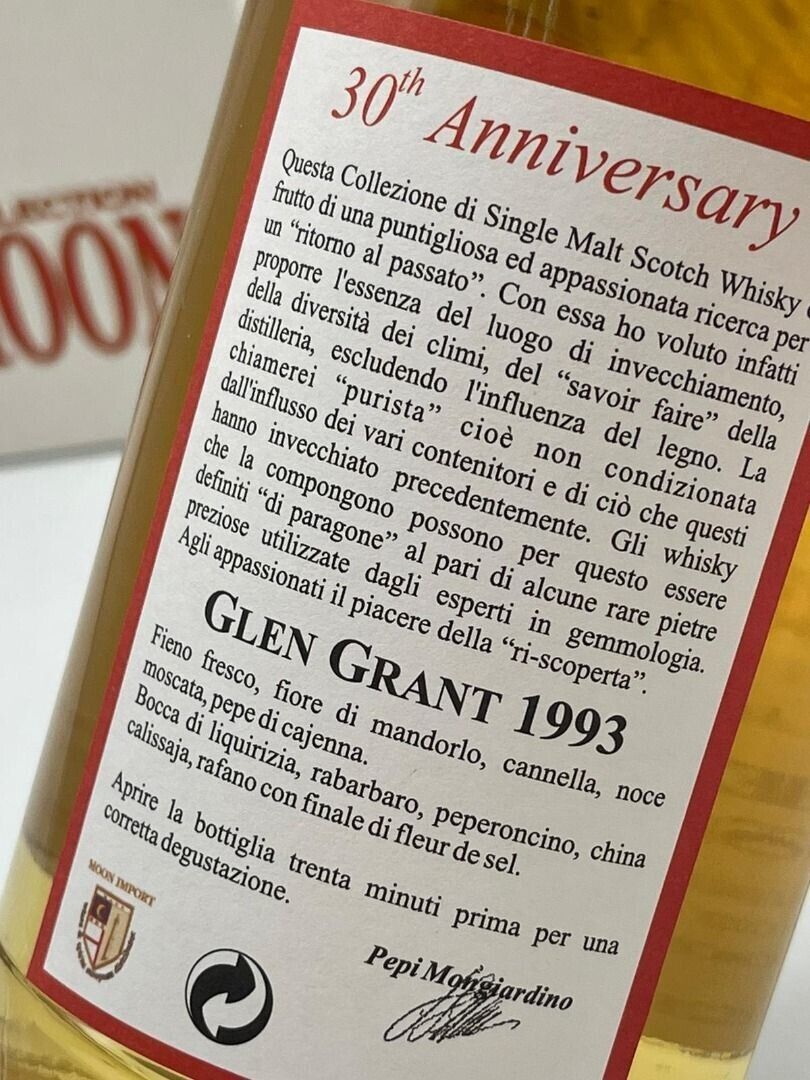 30th Anniversary
Questa Collezione di Single Malt Scotch Whisky
frutto di una puntigliosa ed appassionata ricerca per
un “ritorno al passato”. Con essa ho voluto infatti
proporre l'essenza del luogo di invecchiamento,
della diversità dei climi, del “savoir faire” della
distilleria, escludendo l'influenza del legno. La
chiamerei “purista” cioè non condizionata
dall'influsso dei vari contenitori e di ciò che questi
hanno invecchiato precedentemente. Gli whisky
che la compongono possono per questo essere
definiti “di paragone” al pari di alcune rare pietre
preziose utilizzate dagli esperti in gemmologia.
Agli appassionati il piacere della “ri-scoperta”.
GLEN GRANT 1993
Fieno fresco, fiore di mandorlo, cannella, noce
moscata, pepe di cajenna.
Bocca di liquirizia, rabarbaro, peperoncino, china
calissaja, rafano con finale di fleur de sel.
Aprire la bottiglia trenta minuti prima per una
corretta degustazione.
MOON IMPORT
Pepi Mongiardino